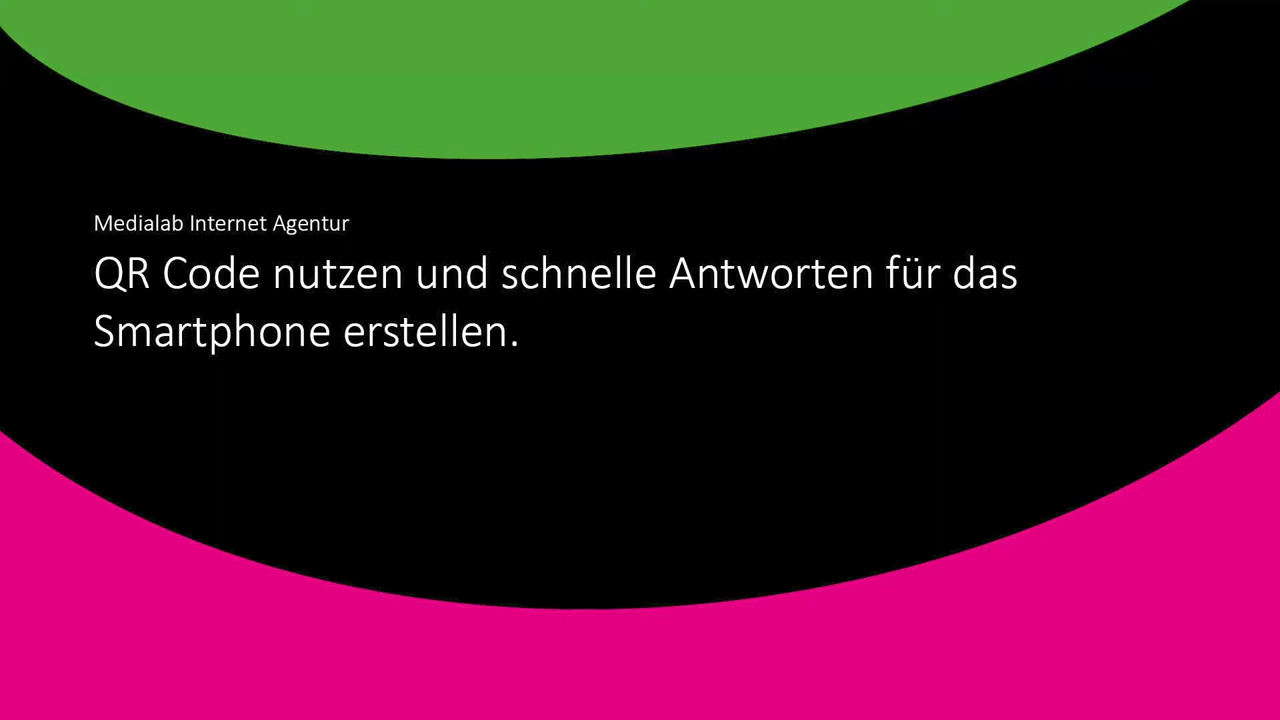 Medialab Internet Agentur
QR Code nutzen und schnelle Antworten für das
Smartphone erstellen.